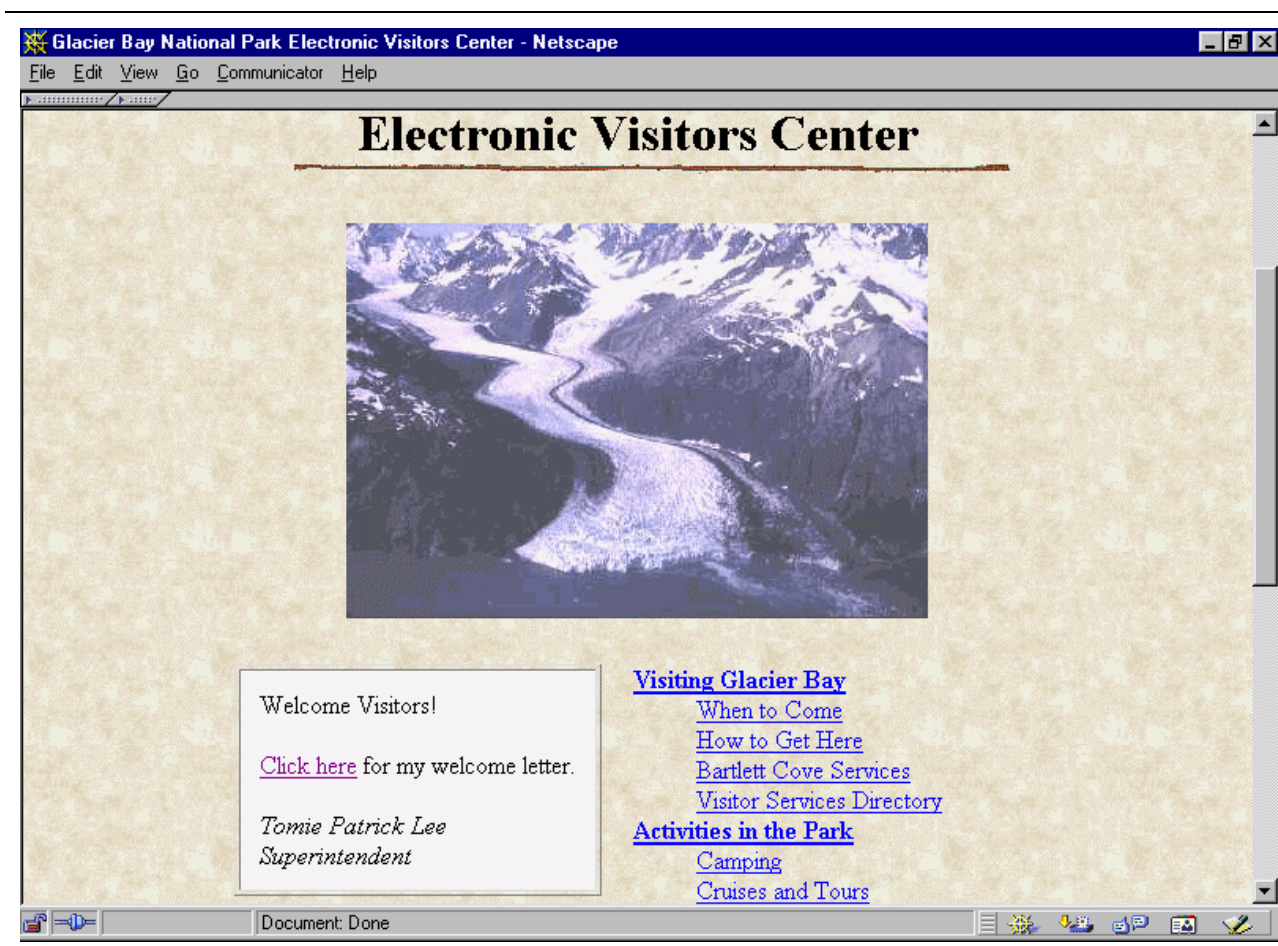 Glacier Bay National Park Electronic Visitors Center - Netscape
File Edit View Go Communicator Help
Electronic Visitors Center
Welcome Visitors!
Click here for my welcome letter.
Tomie Patrick Lee
Superintendent
Visiting Glacier Bay
When to Come
How to Get Here
Bartlett Cove Services
Visitor Services Directory
Activities in the Park
Camping
Cruises and Tours
Document: Done